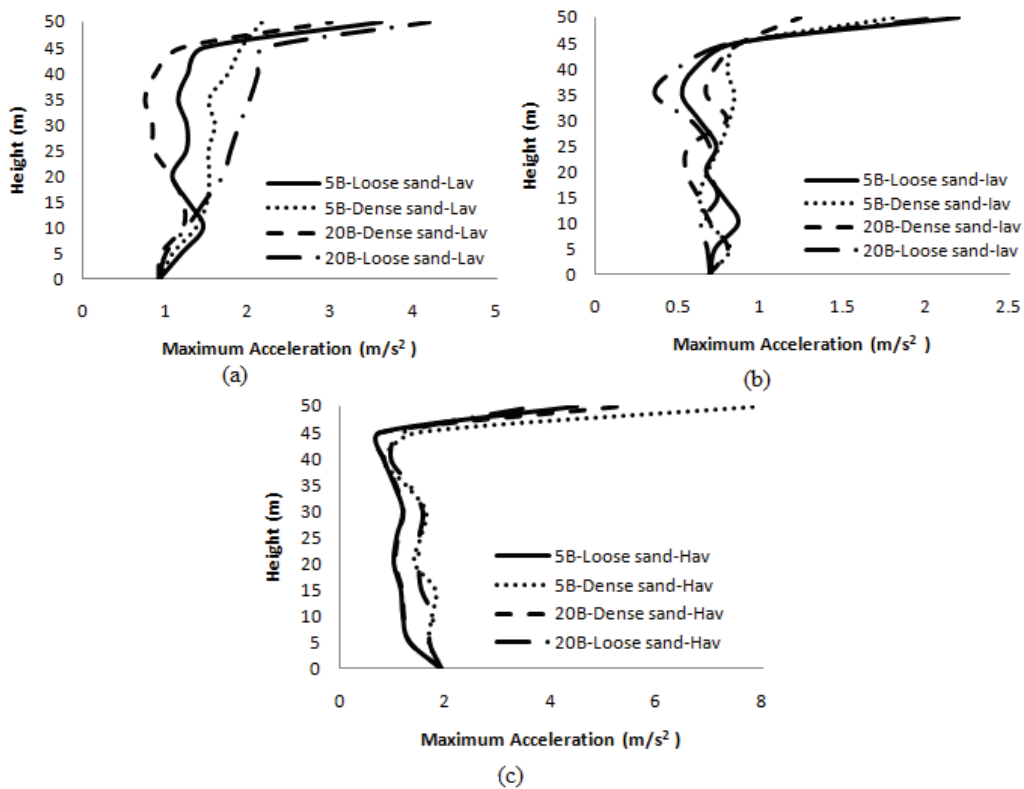 50
45
40
35
30
25
20
15
10
5
0
Height (m)
5B-Loose sand-Lav
5B-Dense sand-Lav
20B-Dense sand-Lav
20B-Loose sand-Lav
0 1 2 3 4 5
Maximum Acceleration (m/s²)
(a)
50
45
40
35
30
25
20
15
10
5
0
Height (m)
5B-Loose sand-Iav
5B-Dense sand-Iav
20B-Dense sand-Iav
20B-Loose sand-Iav
0 0.5 1 1.5 2 2.5
Maximum Acceleration (m/s² )
(b)
50
45
40
35
30
25
20
15
10
5
0
Height (m)
5B-Loose sand-Hav
5B-Dense sand-Hav
20B-Dense sand-Hav
20B-Loose sand-Hav
0 2 4 6 8
Maximum Acceleration (m/s² )
(c)